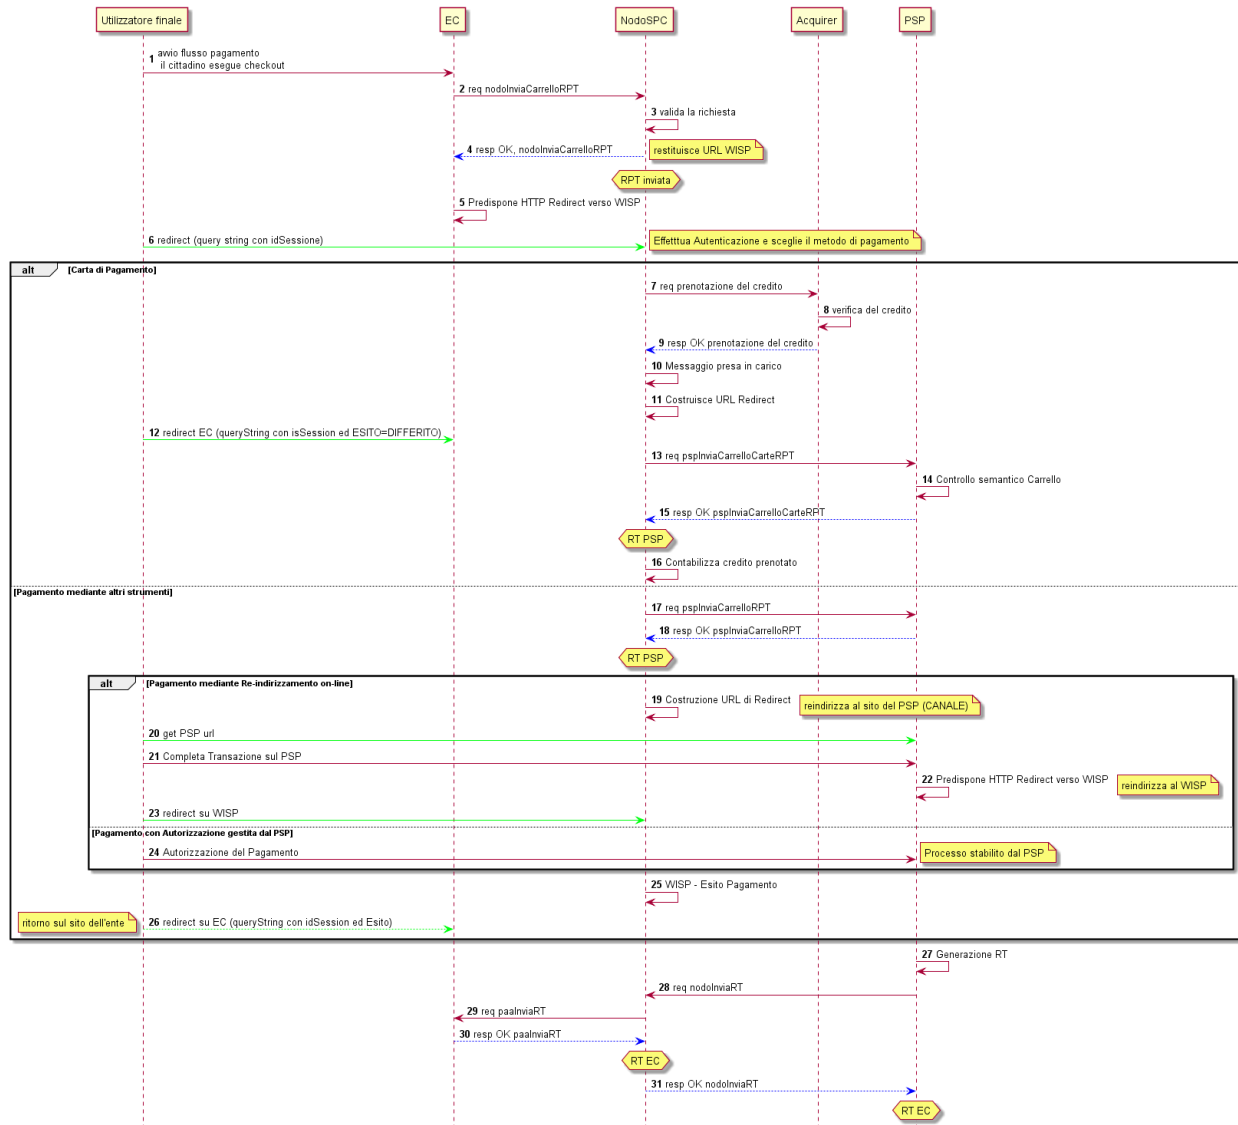 Utilizzatore finale
EC
NodoSPC
Acquirer
PSP
1 avvio flusso pagamento
il cittadino esegue checkout
2 req nodoInviaCarrelloRPT
3 valida la richiesta
4 resp OK, nodoInviaCarrelloRPT
restituisce URL WISP
RPT inviata
5 Predispone HTTP Redirect verso WISP
6 redirect (query string con idSessione)
Effetttua Autenticazione e sceglie il metodo di pagamento
alt [Carta di Pagamento]
7 req prenotazione del credito
8 verifica del credito
9 resp OK prenotazione del credito
10 Messaggio presa in carico
11 Costruisce URL Redirect
12 redirect EC (queryString con isSession ed ESITO=DIFFERITO)
13 req pspInviaCarrelloCarteRPT
14 Controllo semantico Carrello
15 resp OK pspInviaCarrelloCarteRPT
RT PSP
16 Contabilizza credito prenotato
[Pagamento mediante altri strumenti]
17 req pspInviaCarrelloRPT
18 resp OK pspInviaCarrelloRPT
RT PSP
alt [Pagamento mediante Re-indirizzamento on-line]
19 Costruzione URL di Redirect
reindirizza al sito del PSP (CANALE)
20 get PSP url
21 Completa Transazione sul PSP
22 Predispone HTTP Redirect verso WISP
reindirizza al WISP
23 redirect su WISP
[Pagamento con Autorizzazione gestita dal PSP]
24 Autorizzazione del Pagamento
Processo stabilito dal PSP
25 WISP - Esito Pagamento
ritorno sul sito dell'ente
26 redirect su EC (queryString con idSession ed Esito)
27 Generazione RT
28 req nodoInviaRT
29 req paaInviaRT
30 resp OK paaInviaRT
RT EC
31 resp OK nodoInviaRT
RT EC